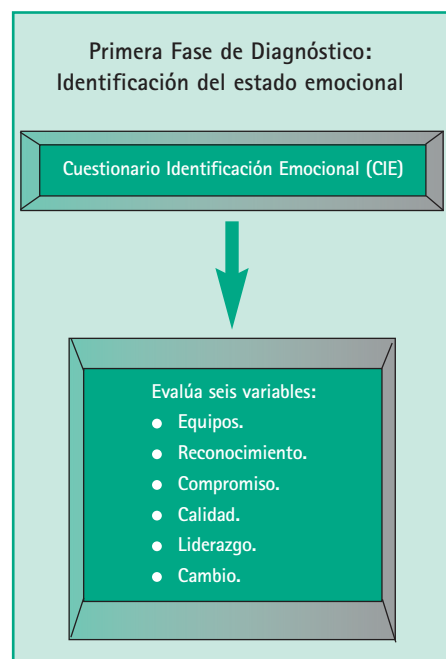 Primera Fase de Diagnóstico:
Identificación del estado emocional
Cuestionario Identificación Emocional (CIE)
Evalúa seis variables:
● Equipos.
● Reconocimiento.
● Compromiso.
● Calidad.
● Liderazgo.
● Cambio.